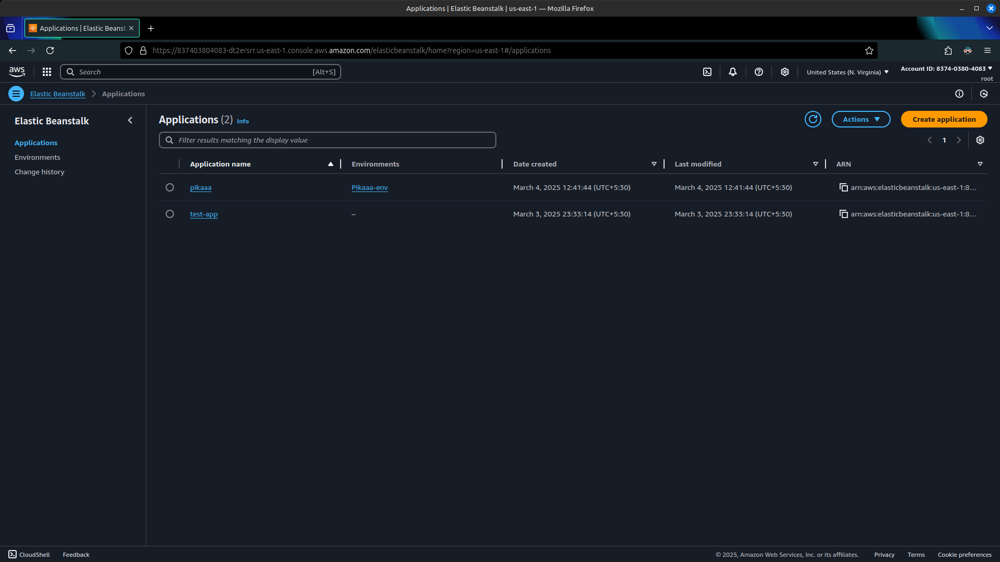 Applications | Elastic Beanstalk | us-east-1 — Mozilla Firefox
Applications | Elastic Beanst
https://837403804083-dt2ersrr.us-east-1.console.aws.amazon.com/elasticbeanstalk/home?region=us-east-1#/applications
aws
Search
[Alt+S]
United States (N. Virginia)
Account ID: 8374-0380-4083
root
Elastic Beanstalk
Applications
Elastic Beanstalk
Applications
Environments
Change history
Applications (2) Info
Actions
Create application
Filter results matching the display value
1
Application name Environments Date created Last modified ARN
pikaaa Pikaaa-env March 4, 2025 12:41:44 (UTC+5:30) March 4, 2025 12:41:44 (UTC+5:30) arn:aws:elasticbeanstalk:us-east-1:8...
test-app – March 3, 2025 23:33:14 (UTC+5:30) March 3, 2025 23:33:14 (UTC+5:30) arn:aws:elasticbeanstalk:us-east-1:8...
CloudShell Feedback © 2025, Amazon Web Services, Inc. or its affiliates. Privacy Terms Cookie preferences